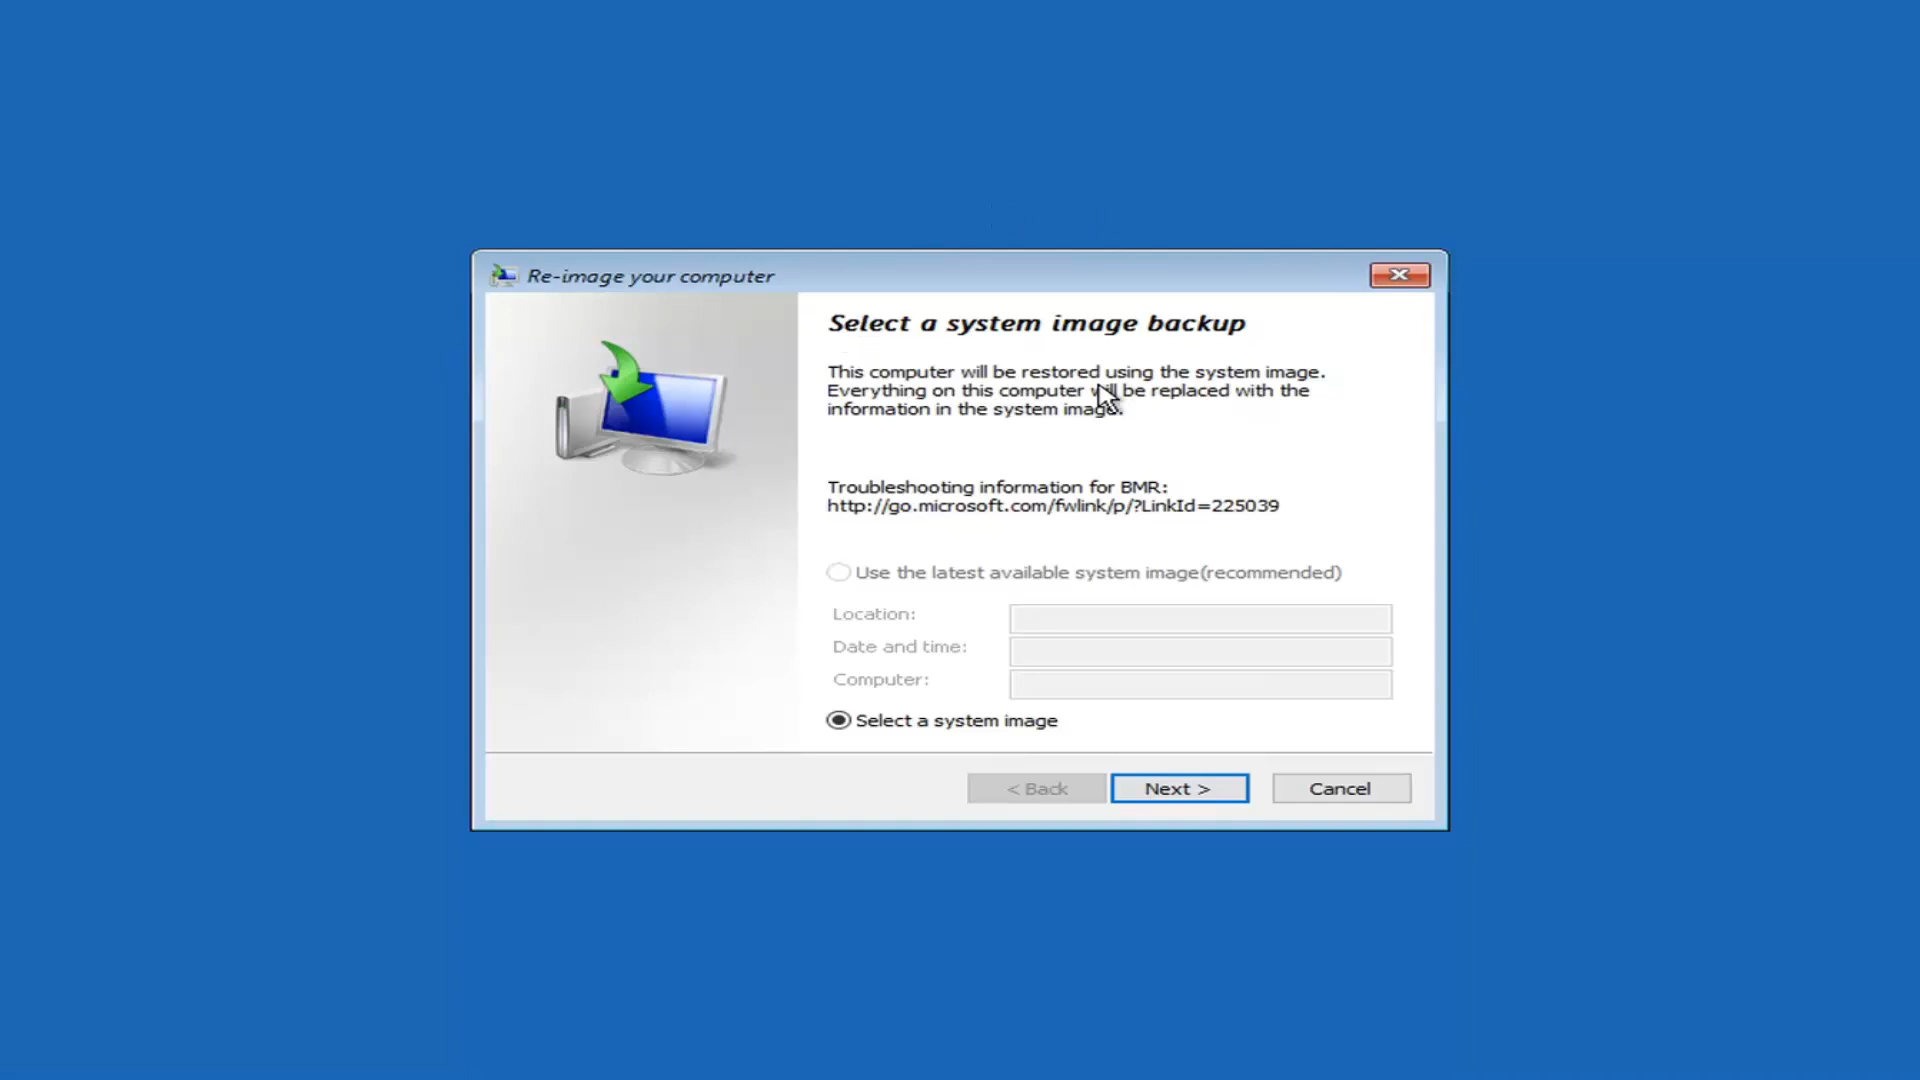 Re-image your computer
Select a system image backup
This computer will be restored using the system image.
Everything on this computer will be replaced with the
information in the system image.
Troubleshooting information for BMR:
http://go.microsoft.com/fwlink/p/?LinkId=225039
Use the latest available system image(recommended)
Location:
Date and time:
Computer:
Select a system image
< Back
Next >
Cancel